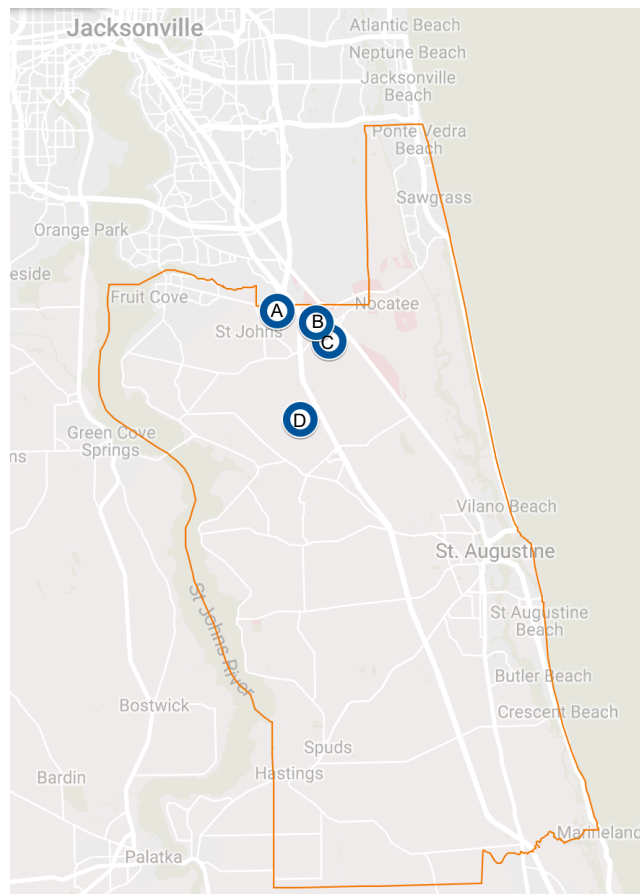 Jacksonville
Atlantic Beach
Neptune Beach
Jacksonville
Beach
Ponte Vedra
Beach
Sawgrass
Orange Park
eside
Fruit Cove
Nocatee
A
B
St Johns
C
D
Green Cove
Springs
ms
Vilano Beach
St. Augustine
St Johns River
St Augustine
Beach
Butler Beach
Bostwick
Crescent Beach
Spuds
Bardin
Hastings
Marineland
Palatka